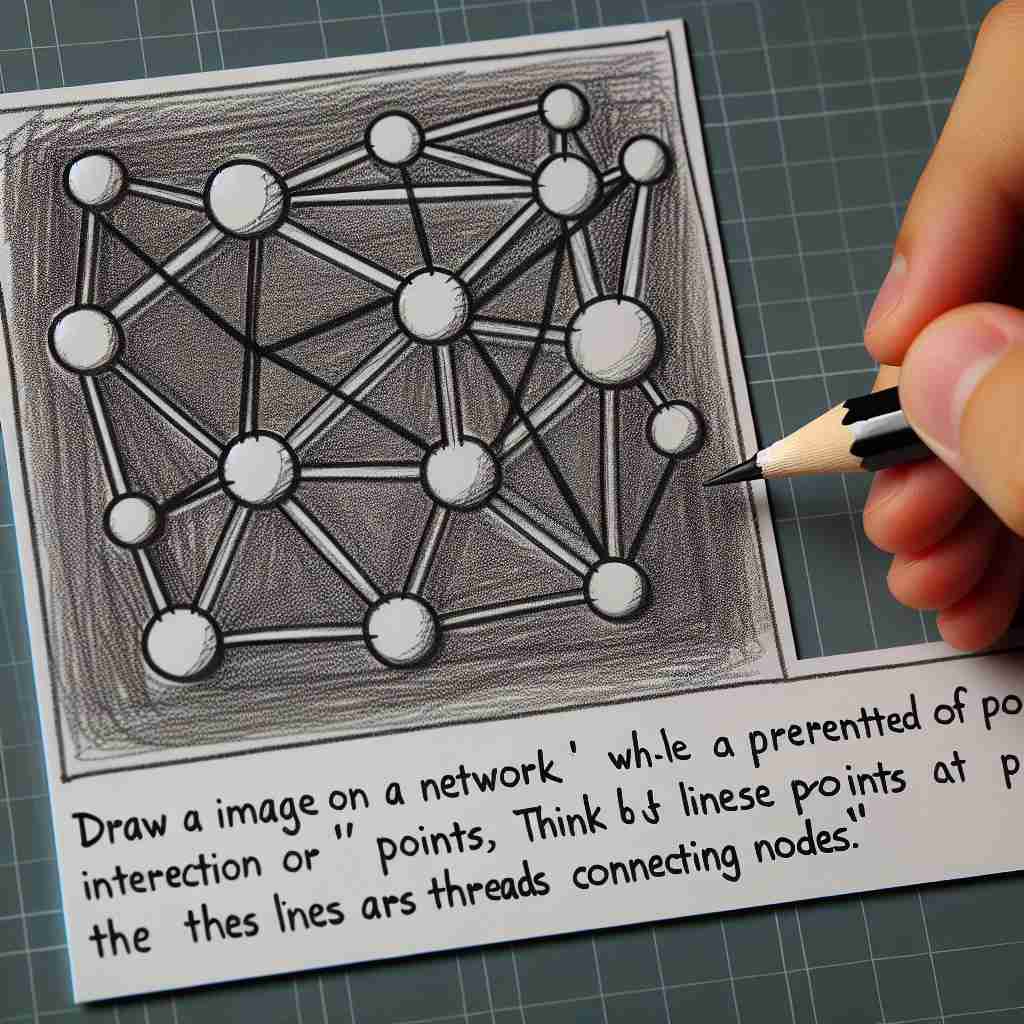 Draw a image on a network' wh-le a prerentted of po
interection or " points, Think bst linese points at p
the thes lines ars threads connecting nodes."